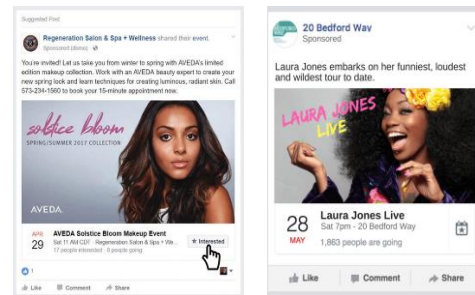 Suggested Post
Regeneration Salon & Spa + Wellness shared their event.
Sponsored (demo)
You're invited! Let us take you from winter to spring with AVEDA's limited
edition makeup collection. Work with an AVEDA beauty expert to create your
new spring look and learn techniques for creating luminous, radiant skin. Call
573-234-1560 to book your 15-minute appointment now.
solstice bloom
SPRING/SUMMER 2017 COLLECTION
AVEDA
APR
29
AVEDA Solstice Bloom Makeup Event
Sat 11 AM CDT · Regeneration Salon & Spa + We...
17 people interested · 6 people going
★ Interested
1
Like Comment Share
20 Bedford Way
Sponsored
Laura Jones embarks on her funniest, loudest
and wildest tour to date.
LAURA JONES
LIVE
28
MAY
Laura Jones Live
Sat 7pm - 20 Bedford Way
1,863 people are going
Like Comment Share